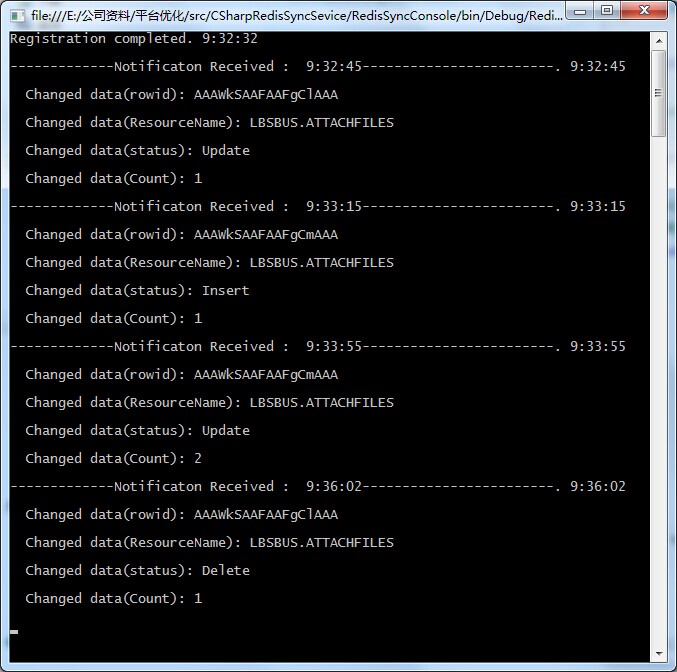 file:///E:/公司资料/平台优化/src/CSharpRedisSyncSevice/RedisSyncConsole/bin/Debug/Redi...
Registration completed. 9:32:32
-------------Notificaton Received :  9:32:45------------------------. 9:32:45
Changed data(rowid): AAAWkSAAFAAFgClAAA
Changed data(ResourceName): LBSBUS.ATTACHFILES
Changed data(status): Update
Changed data(Count): 1
-------------Notificaton Received :  9:33:15------------------------. 9:33:15
Changed data(rowid): AAAWkSAAFAAFgCmAAA
Changed data(ResourceName): LBSBUS.ATTACHFILES
Changed data(status): Insert
Changed data(Count): 1
-------------Notificaton Received :  9:33:55------------------------. 9:33:55
Changed data(rowid): AAAWkSAAFAAFgCmAAA
Changed data(ResourceName): LBSBUS.ATTACHFILES
Changed data(status): Update
Changed data(Count): 2
-------------Notificaton Received :  9:36:02------------------------. 9:36:02
Changed data(rowid): AAAWkSAAFAAFgClAAA
Changed data(ResourceName): LBSBUS.ATTACHFILES
Changed data(status): Delete
Changed data(Count): 1